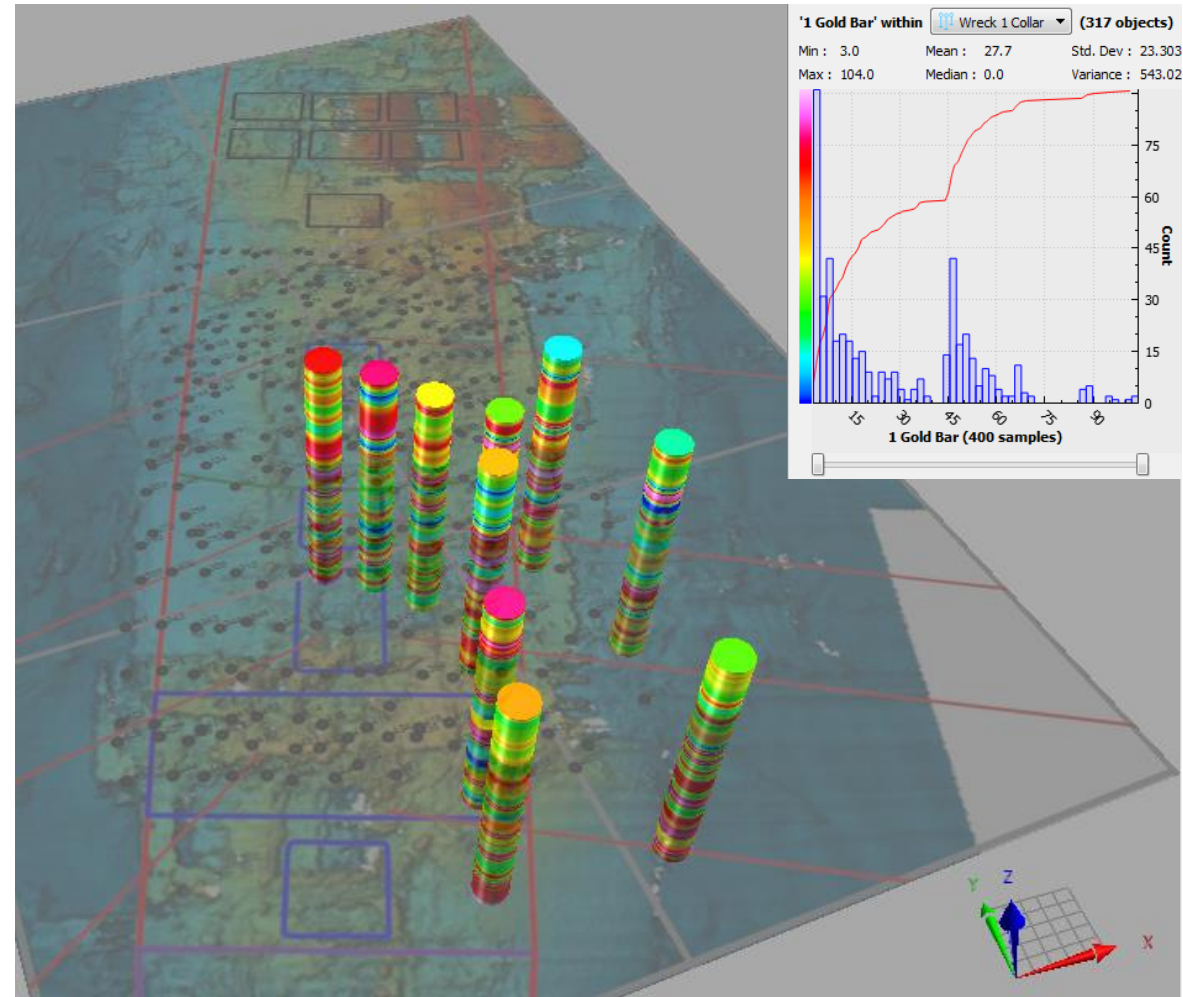 '1 Gold Bar' within Wreck 1 Collar (317 objects)
Min : 3.0 Mean : 27.7 Std. Dev : 23.303
Max : 104.0 Median : 0.0 Variance : 543.02
75
60
45
30
15
0
Count
15 30 45 60 75 90
1 Gold Bar (400 samples)
Y Z X